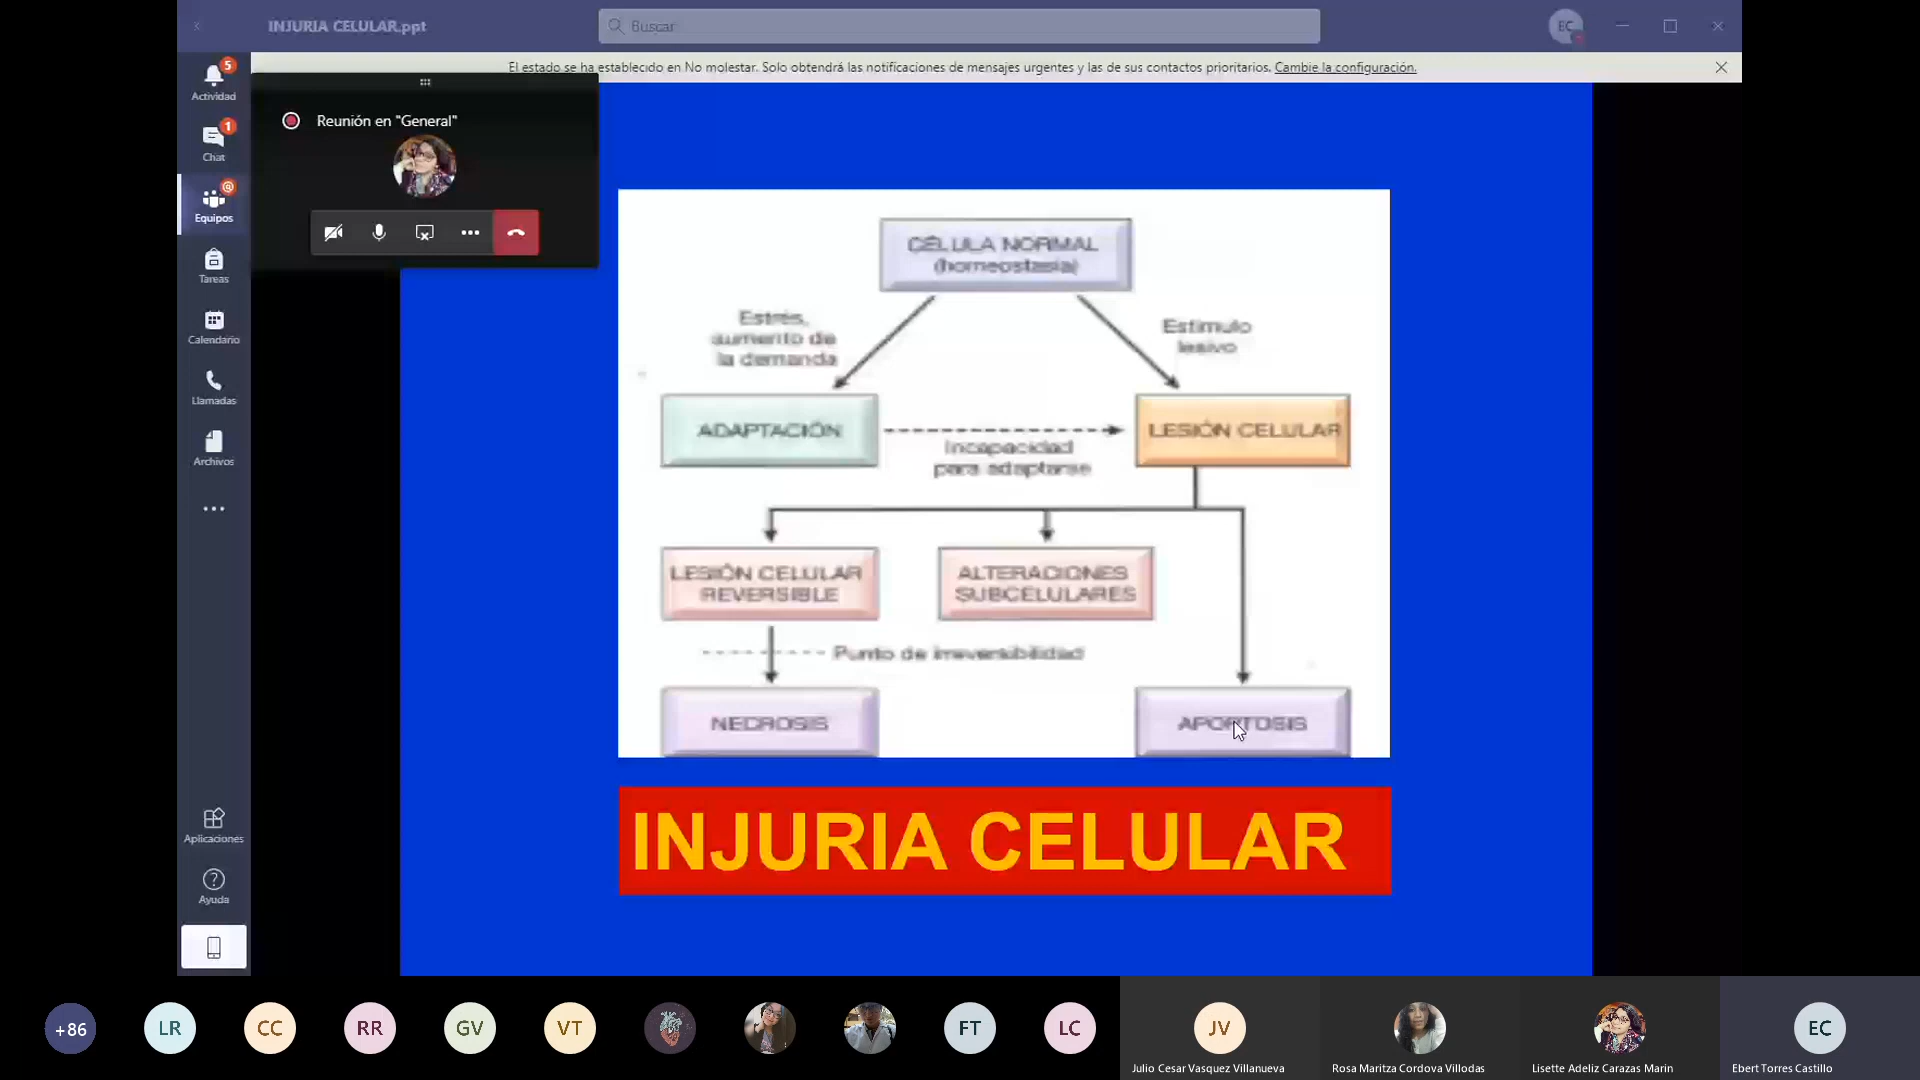 INJURIA CELULAR.ppt
Buscar
EC
El estado se ha establecido en No molestar. Solo obtendrá las notificaciones de mensajes urgentes y las de sus contactos prioritarios. Cambie la configuración.
5
Actividad
1
Chat
Equipos
Tareas
Calendario
Llamadas
Archivos
Aplicaciones
Ayuda
Reunión en "General"
CÉLULA NORMAL
(homeostasia)
Estrés,
aumento de
la demanda
Estímulo
lesivo
ADAPTACIÓN
Incapacidad
para adaptarse
LESIÓN CELULAR
LESIÓN CELULAR
REVERSIBLE
ALTERACIONES
SUBCELULARES
Punto de irreversibilidad
NECROSIS
APOPTOSIS
INJURIA CELULAR
+86
LR
CC
RR
GV
VT
FT
LC
JV
EC
Julio Cesar Vasquez Villanueva
Rosa Maritza Cordova Villodas
Lisette Adeliz Carazas Marin
Ebert Torres Castillo